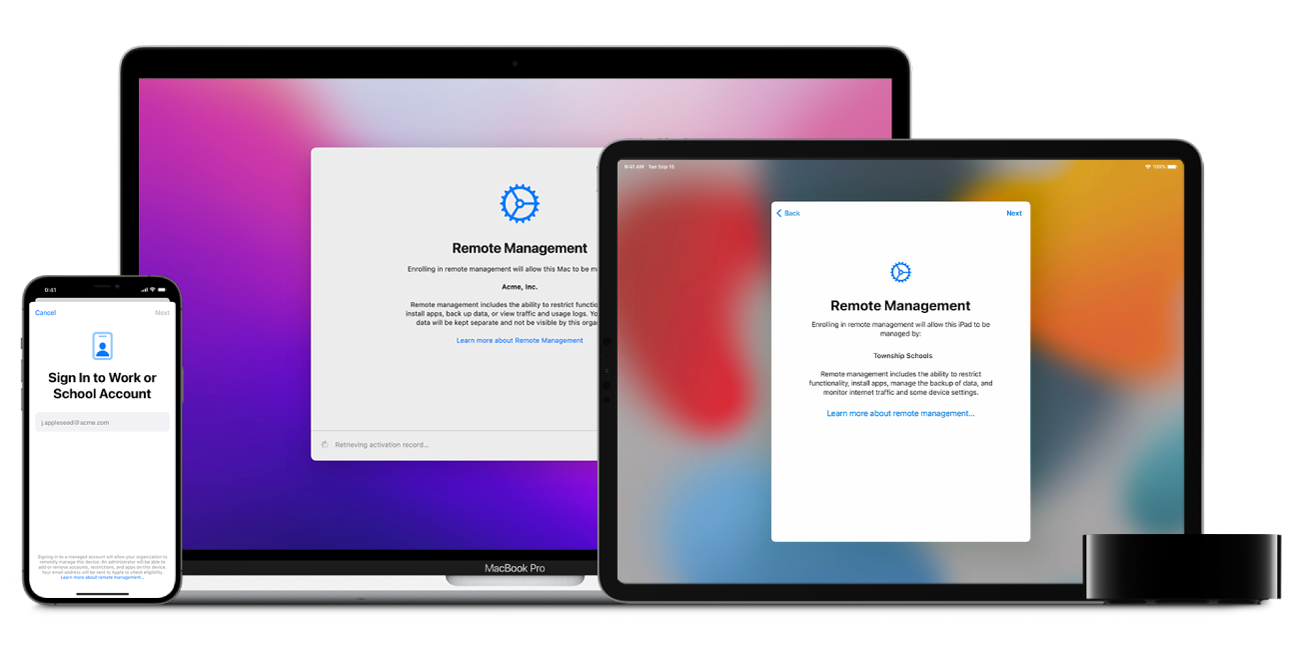 9:41
Cancel
Next
Sign In to Work or
School Account
j.appleseed@acme.com
Signing in to a managed account will allow your organization to
remotely manage this device. An administrator will be able to
add or remove accounts, restrictions, and apps on this device.
Your email address will be sent to Apple to check eligibility.
Learn more about remote management...
Remote Management
Enrolling in remote management will allow this Mac to be
Acme, Inc.
Remote management includes the ability to restrict
install apps, back up data, or view traffic and usage logs.
data will be kept separate and not be visible by this
Learn more about Remote Management
Retrieving activation record...
MacBook Pro
9:41 AM Tue Sep 15
100%
Back
Next
Remote Management
Enrolling in remote management will allow this iPad to be
managed by:
Township Schools
Remote management includes the ability to restrict
functionality, install apps, manage the backup of data, and
monitor internet traffic and some device settings.
Learn more about remote management...